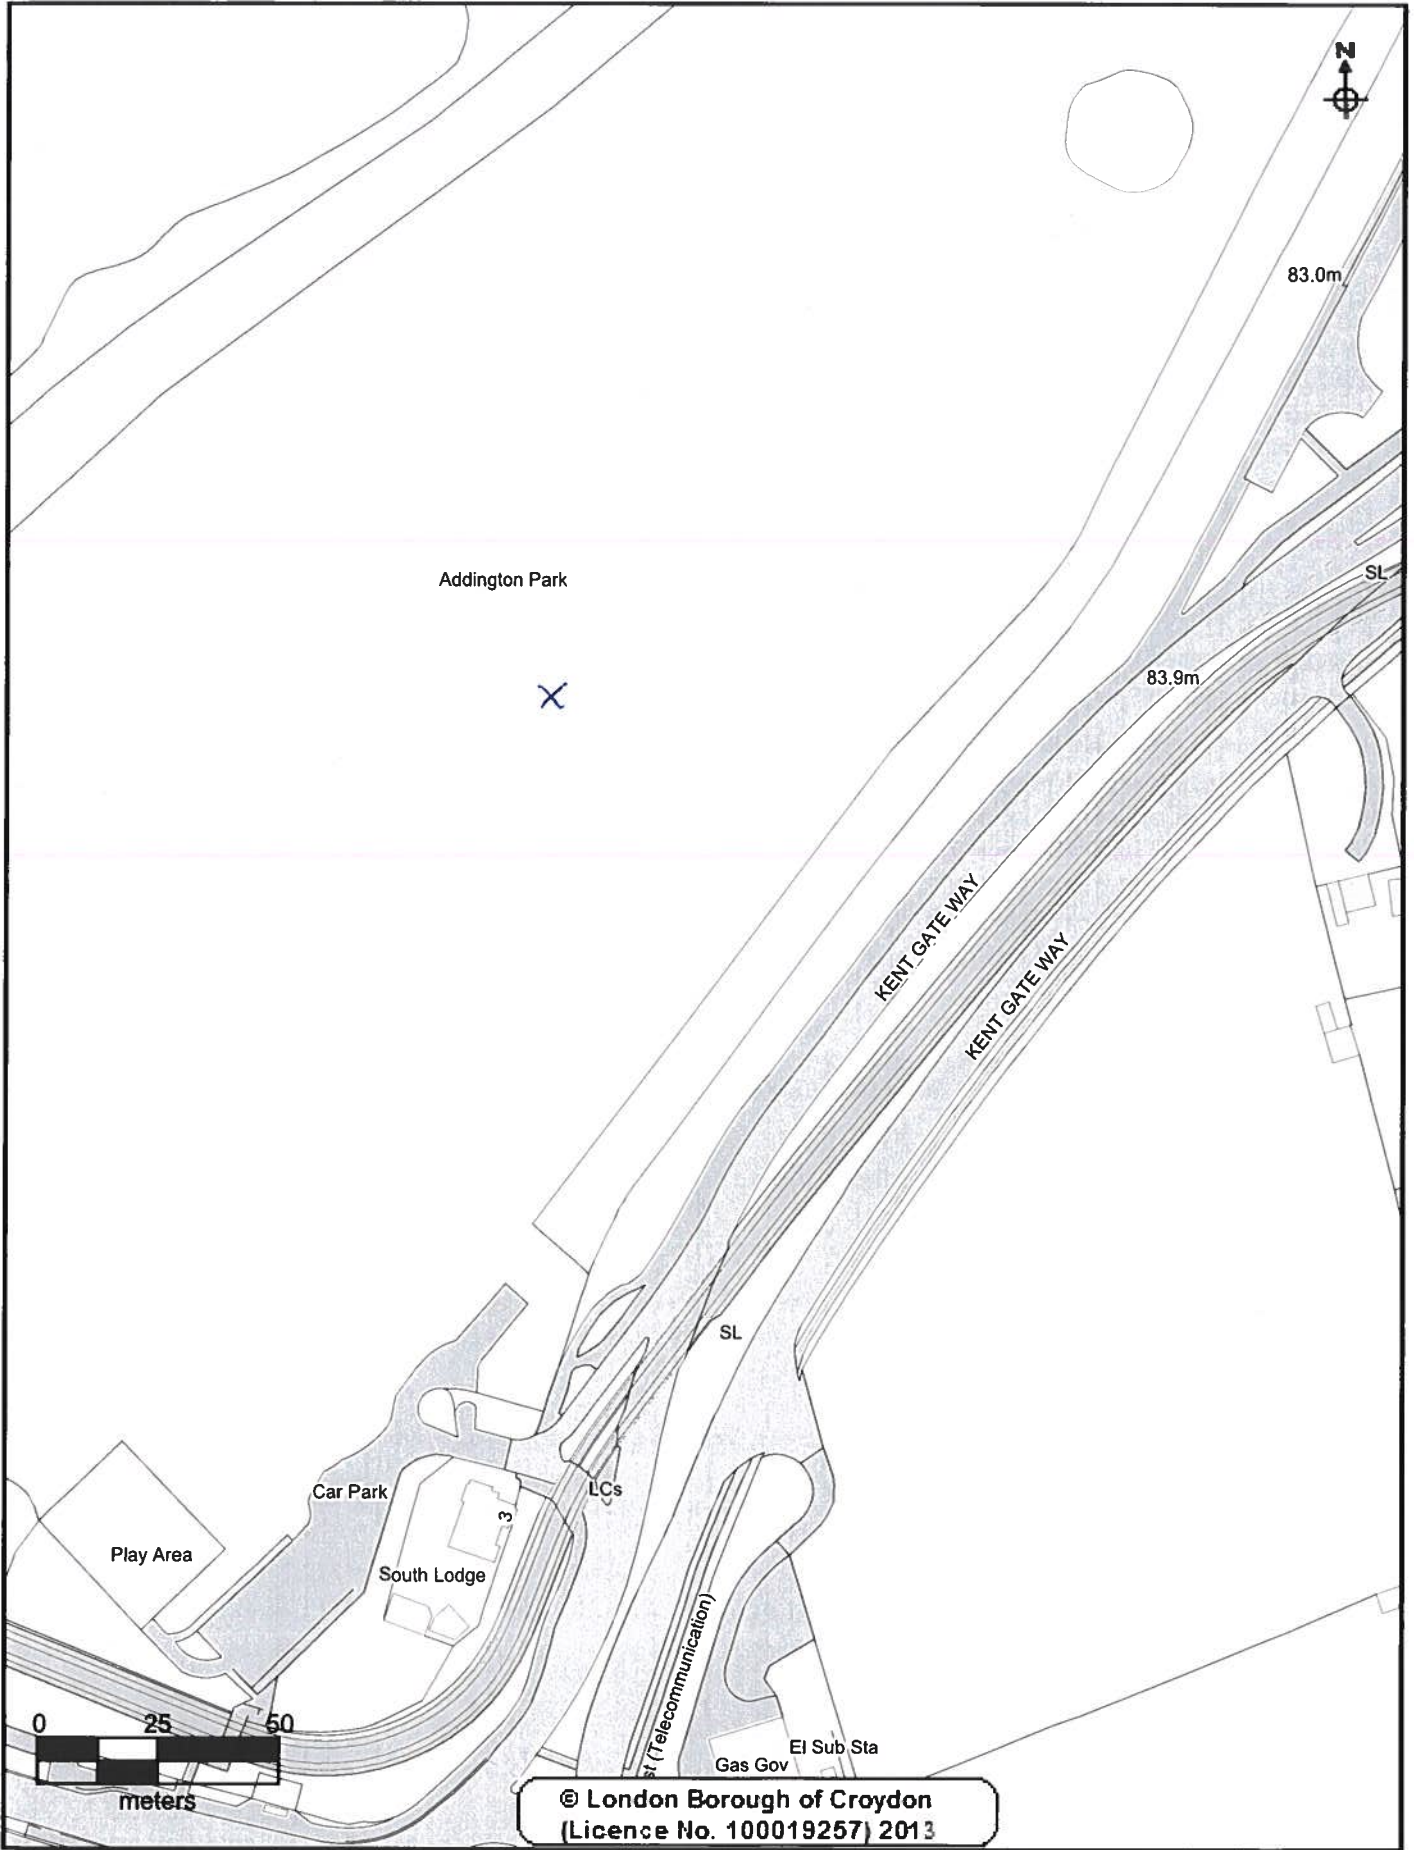 N
83.0m
Addington Park
SL
83.9m
X
KENT GATE WAY
KENT GATE WAY
SL
Car Park
LCs
3
Play Area
South Lodge
st (Telecommunication)
0 25 50
meters
El Sub Sta
Gas Gov
© London Borough of Croydon
(Licence No. 100019257) 2013